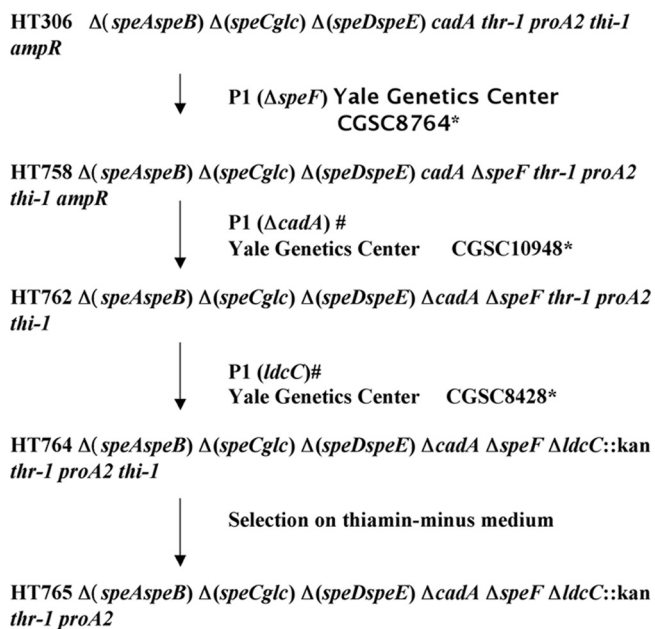 HT306 Δ(speAspeB) Δ(speCglc) Δ(speDspeE) cadA thr-1 proA2 thi-1
ampR
P1 (ΔspeF) Yale Genetics Center
CGSC8764*
HT758 Δ(speAspeB) Δ(speCglc) Δ(speDspeE) cadA ΔspeF thr-1 proA2
thi-1 ampR
P1 (ΔcadA) #
Yale Genetics Center CGSC10948*
HT762 Δ(speAspeB) Δ(speCglc) Δ(speDspeE) ΔcadA ΔspeF thr-1 proA2
thi-1
P1 (ldcC)#
Yale Genetics Center CGSC8428*
HT764 Δ(speAspeB) Δ(speCglc) Δ(speDspeE) ΔcadA ΔspeF ΔldcC::kan
thr-1 proA2 thi-1
Selection on thiamin-minus medium
HT765 Δ(speAspeB) Δ(speCglc) Δ(speDspeE) ΔcadA ΔspeF ΔldcC::kan
thr-1 proA2